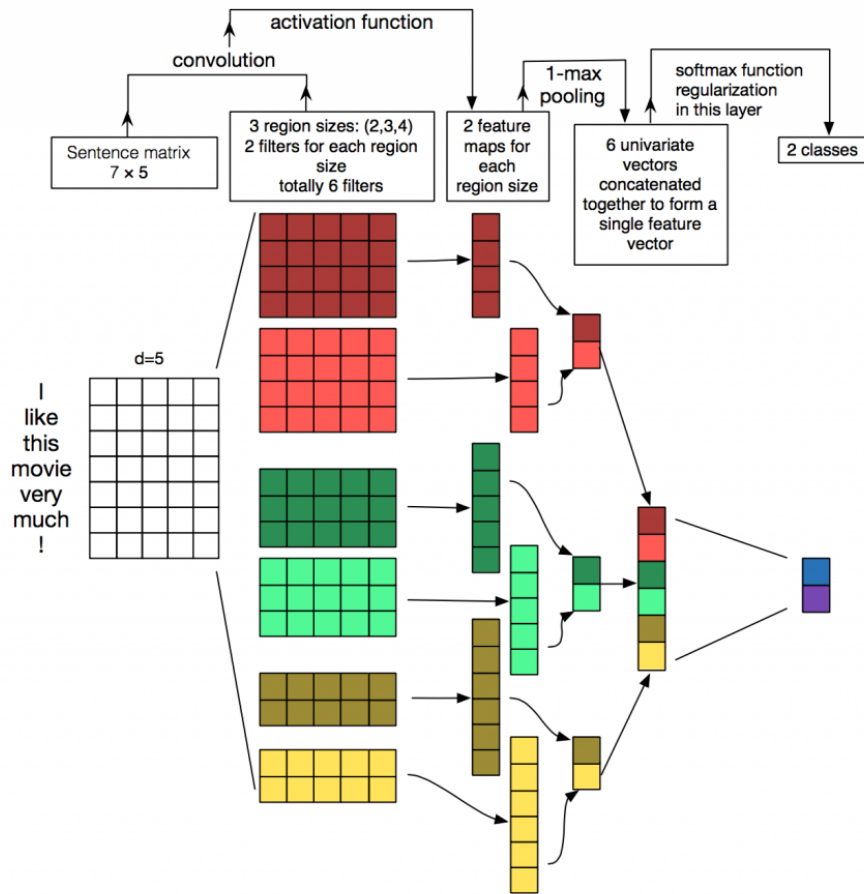 activation function
convolution
1-max
pooling
softmax function
regularization
in this layer
Sentence matrix
7 × 5
3 region sizes: (2,3,4)
2 filters for each region
size
totally 6 filters
2 feature
maps for
each
region size
6 univariate
vectors
concatenated
together to form a
single feature
vector
2 classes
d=5
I
like
this
movie
very
much
!